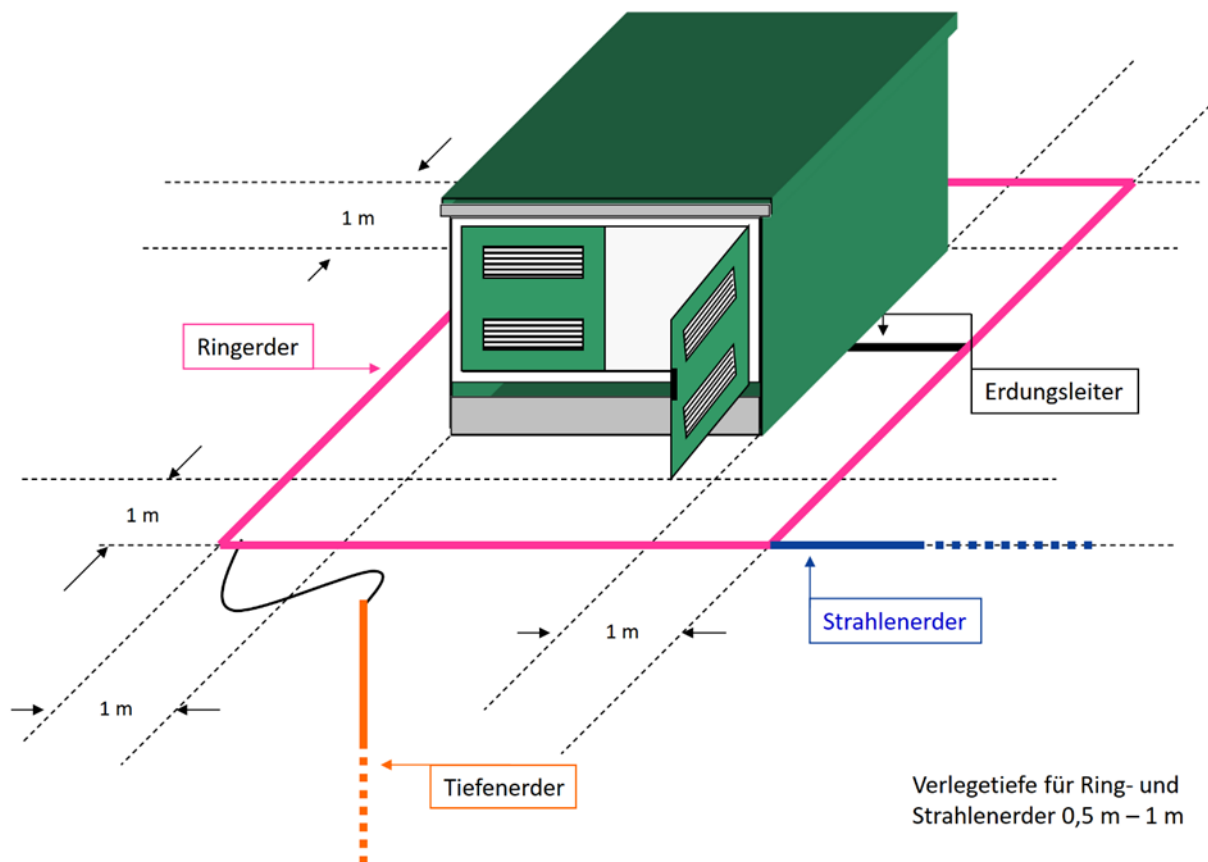 1 m
Ringerder
Erdungsleiter
1 m
Strahlenerder
1 m
1 m
Tiefenerder
Verlegetiefe für Ring- und
Strahlenerder 0,5 m – 1 m